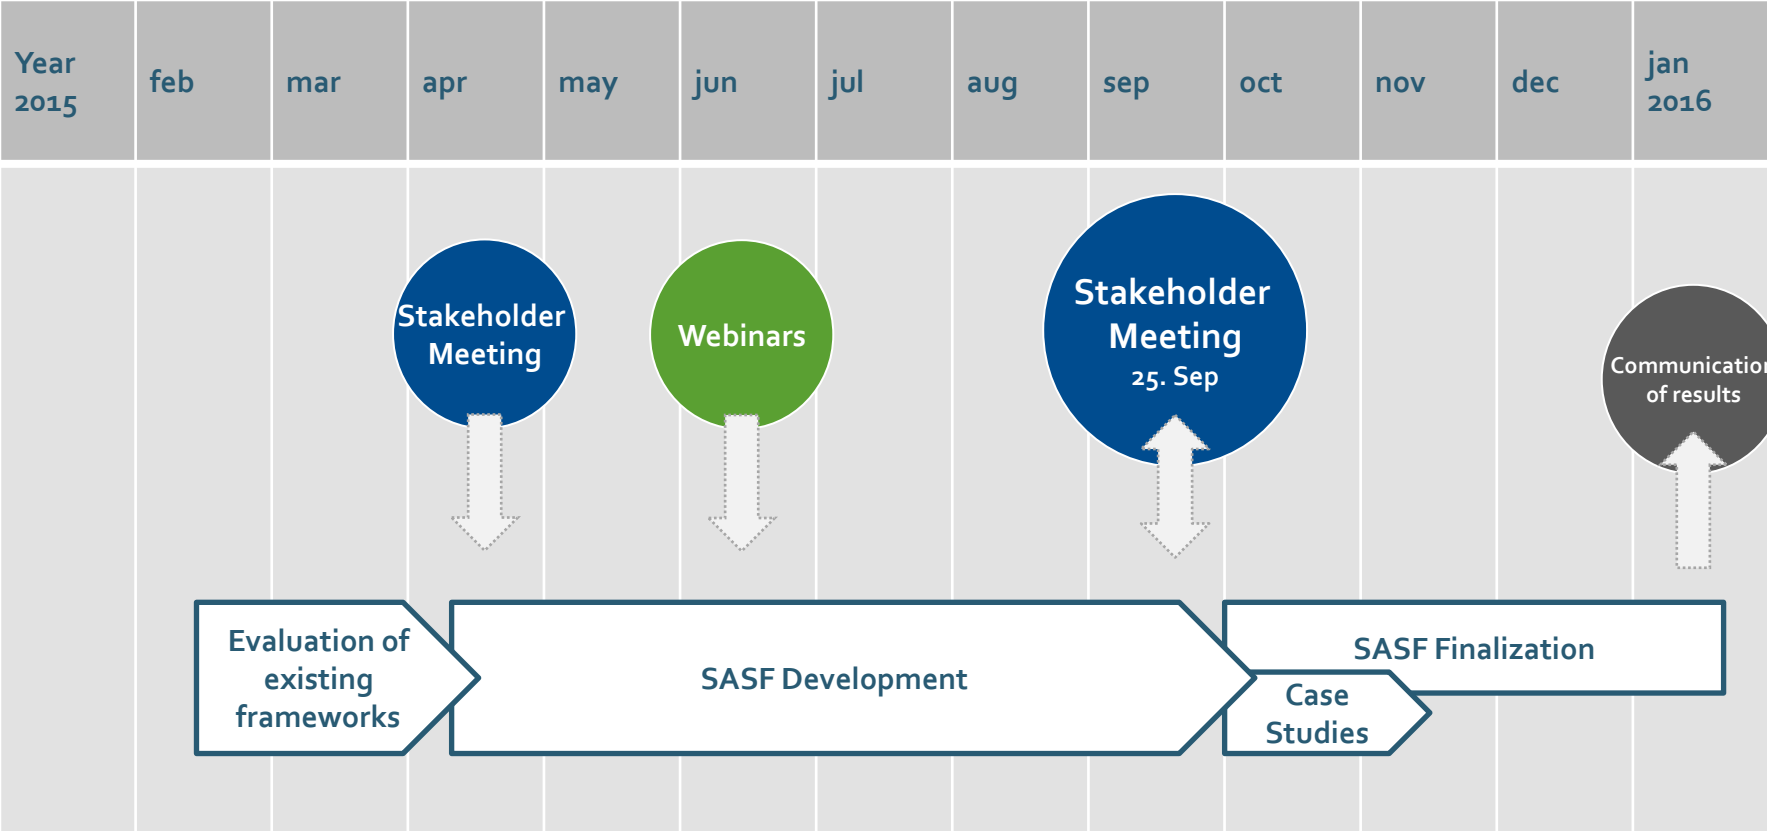 Year
2015
feb
mar
apr
may
jun
jul
aug
sep
oct
nov
dec
jan
2016
Stakeholder
Meeting
Webinars
Stakeholder
Meeting
25. Sep
Communication
of results
Evaluation of
existing
frameworks
SASF Development
SASF Finalization
Case
Studies